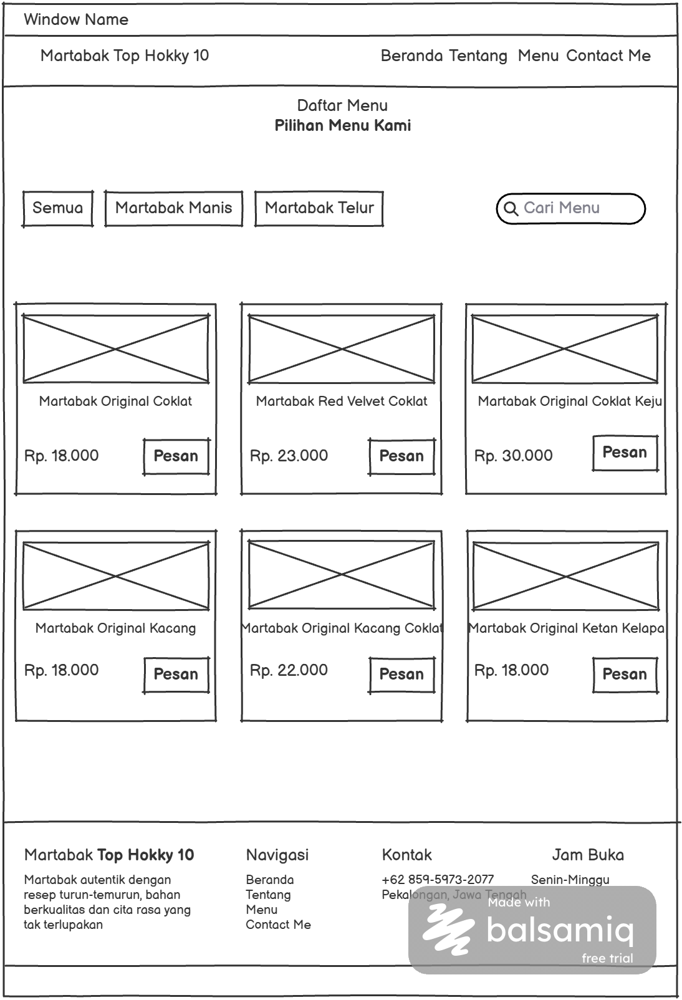 Window Name
Martabak Top Hokky 10
Beranda Tentang Menu Contact Me
Daftar Menu
Pilihan Menu Kami
Semua
Martabak Manis
Martabak Telur
Cari Menu
Martabak Original Coklat
Rp. 18.000
Pesan
Martabak Red Velvet Coklat
Rp. 23.000
Pesan
Martabak Original Coklat Keju
Rp. 30.000
Pesan
Martabak Original Kacang
Rp. 18.000
Pesan
Martabak Original Kacang Coklat
Rp. 22.000
Pesan
Martabak Original Ketan Kelapa
Rp. 18.000
Pesan
Martabak Top Hokky 10
Martabak autentik dengan
resep turun-temurun, bahan
berkualitas dan cita rasa yang
tak terlupakan
Navigasi
Beranda
Tentang
Menu
Contact Me
Kontak
+62 859-5973-2077
Pekalongan, Jawa Tengah
Jam Buka
Senin-Minggu
Made with
balsamiq
free trial